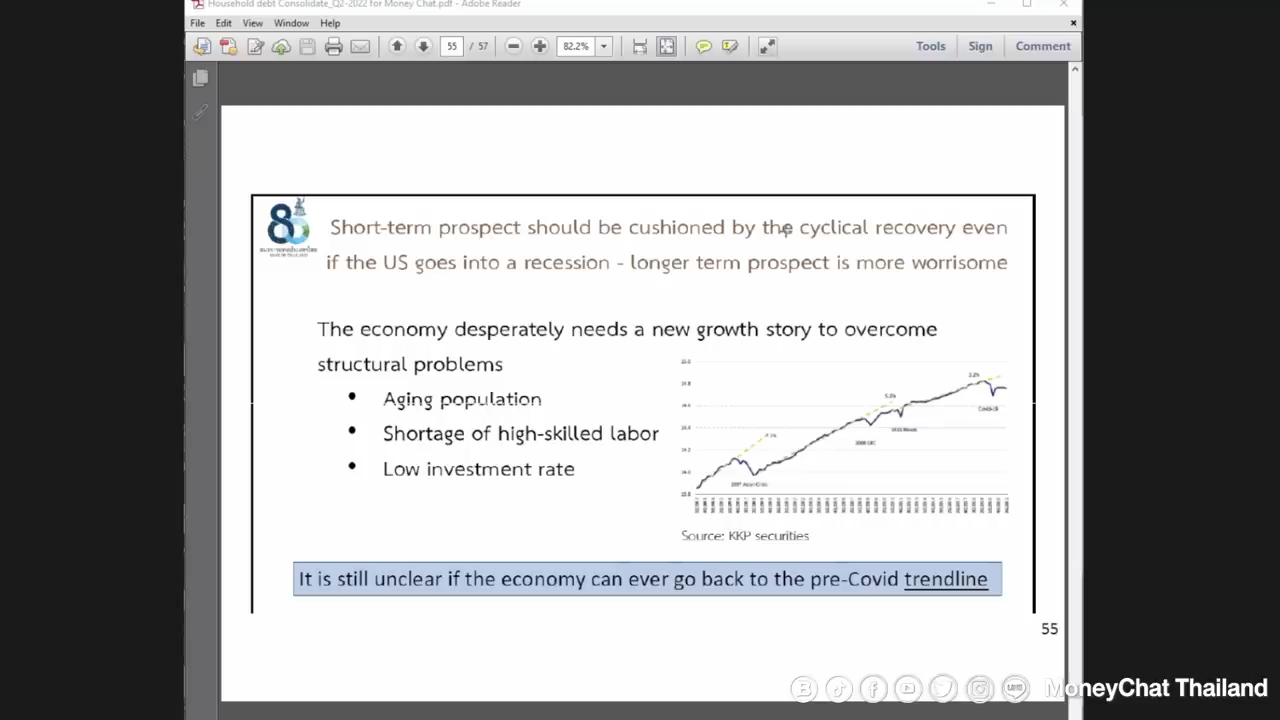 Household debt Consolidate_Q2-2022 for Money Chat.pdf - Adobe Reader
File Edit View Window Help
55 / 57 82.2% Tools Sign Comment
Short-term prospect should be cushioned by the cyclical recovery even
if the US goes into a recession - longer term prospect is more worrisome
The economy desperately needs a new growth story to overcome
structural problems
• Aging population
• Shortage of high-skilled labor
• Low investment rate
Source: KKP securities
It is still unclear if the economy can ever go back to the pre-Covid trendline
55
MoneyChat Thailand